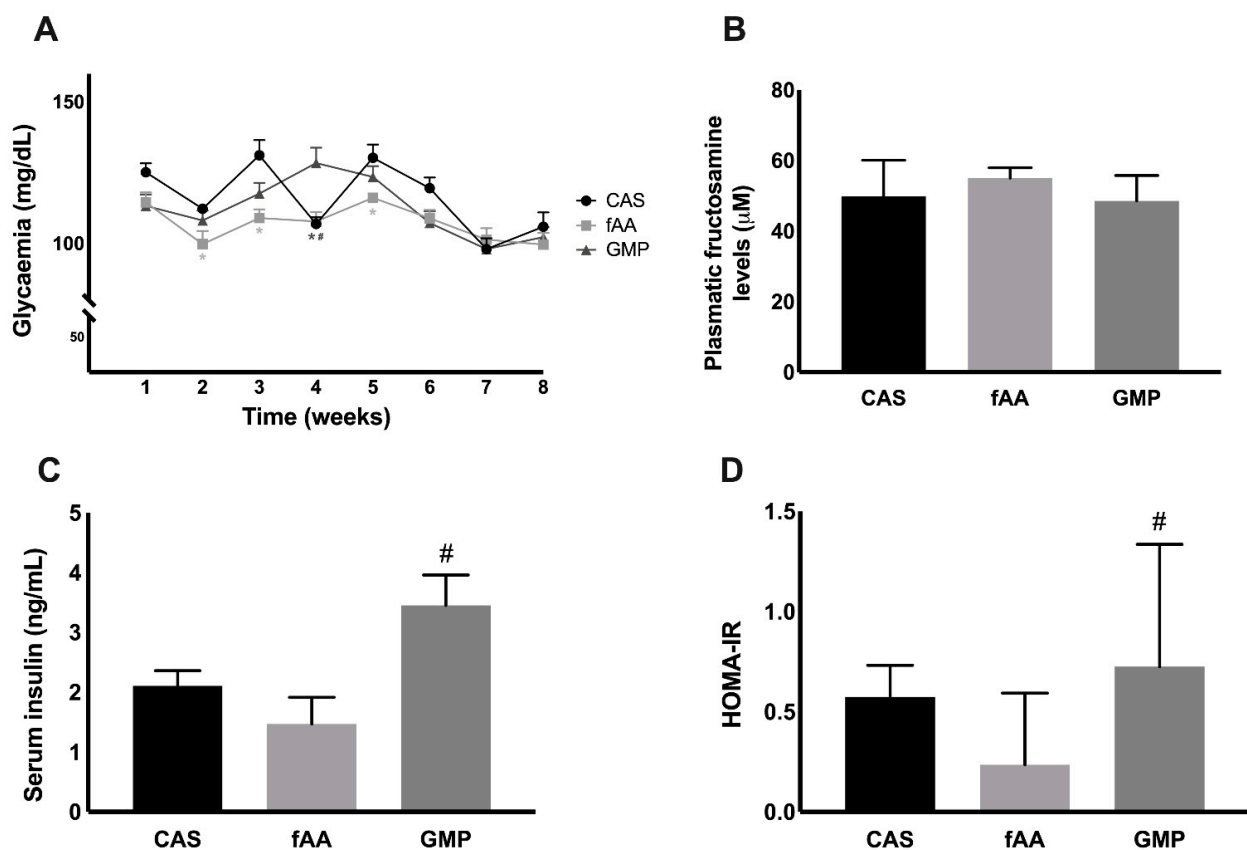 A
Glycaemia (mg/dL)
150
100
50
*
*
*#
*
1 2 3 4 5 6 7 8
Time (weeks)
CAS
fAA
GMP
B
Plasmatic fructosamine
levels (μM)
80
60
40
20
0
CAS fAA GMP
C
Serum insulin (ng/mL)
5
4
3
2
1
0
#
CAS fAA GMP
D
HOMA-IR
1.5
1.0
0.5
0.0
#
CAS fAA GMP